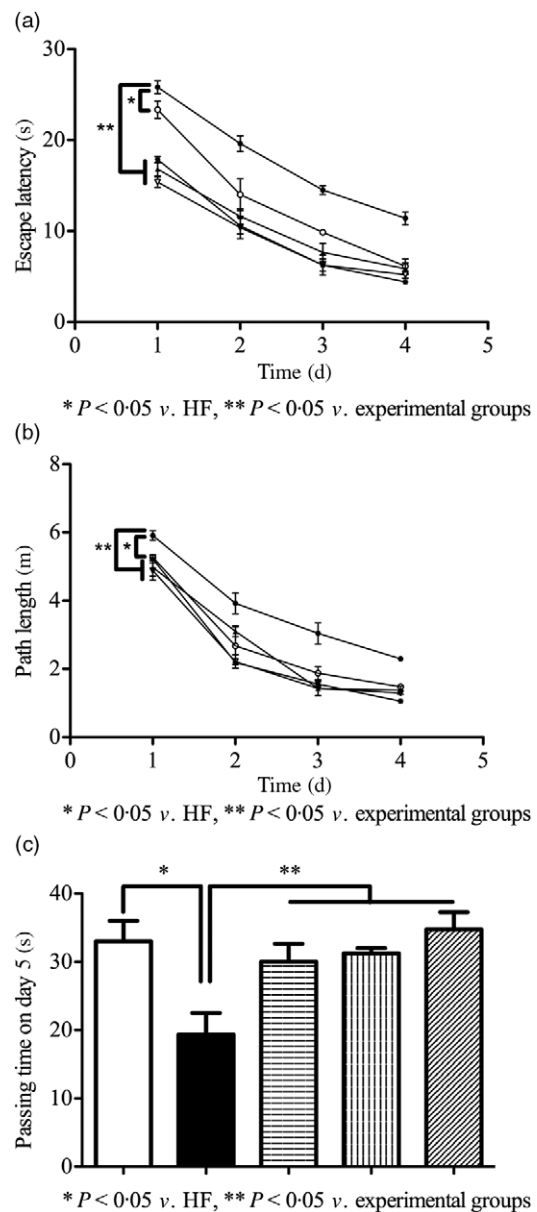 (a)
30
20
10
0
Escape latency (s)
*
**
0
1
2
3
4
5
Time (d)
* P < 0·05 v. HF, ** P < 0·05 v. experimental groups
(b)
8
6
4
2
0
Path length (m)
**
*
0
1
2
3
4
5
Time (d)
* P < 0·05 v. HF, ** P < 0·05 v. experimental groups
(c)
*
**
40
30
20
10
0
Passing time on day 5 (s)
* P < 0·05 v. HF, ** P < 0·05 v. experimental groups